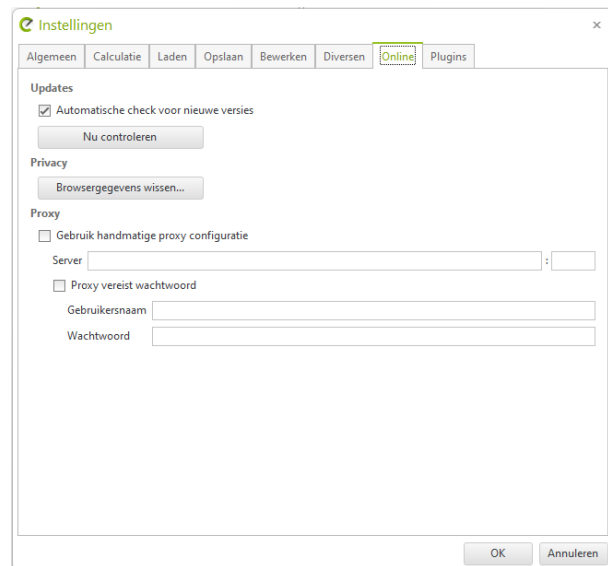 Instellingen
Algemeen Calculatie Laden Opslaan Bewerken Diversen Online Plugins
Updates
Automatische check voor nieuwe versies
Nu controleren
Privacy
Browsergegevens wissen...
Proxy
Gebruik handmatige proxy configuratie
Server :
Proxy vereist wachtwoord
Gebruikersnaam
Wachtwoord
OK Annuleren